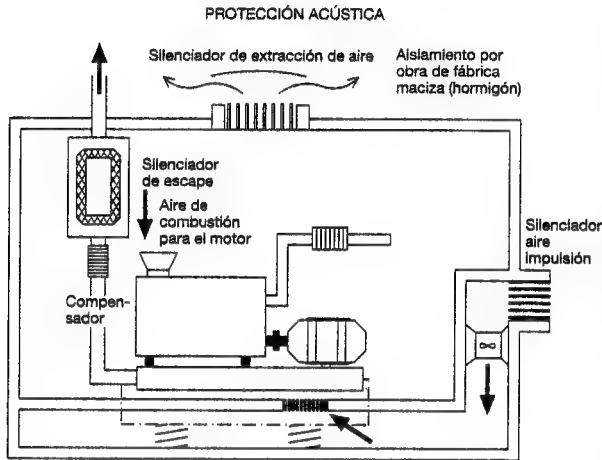 PROTECCIÓN ACÚSTICA
Silenciador de extracción de aire
Aislamiento por
obra de fábrica
maciza (hormigón)
Silenciador
de escape
Aire de
combustión
para el motor
Silenciador
aire
impulsión
Compen-
sador